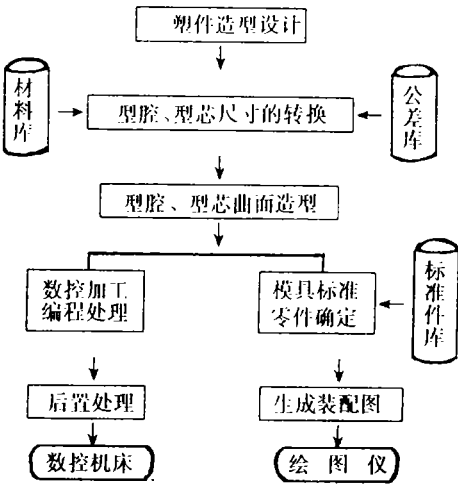 塑件造型设计
材料库
型腔、型芯尺寸的转换
公差库
型腔、型芯曲面造型
数控加工
编程处理
模具标准
零件确定
标准件库
后置处理
生成装配图
数控机床
绘图仪